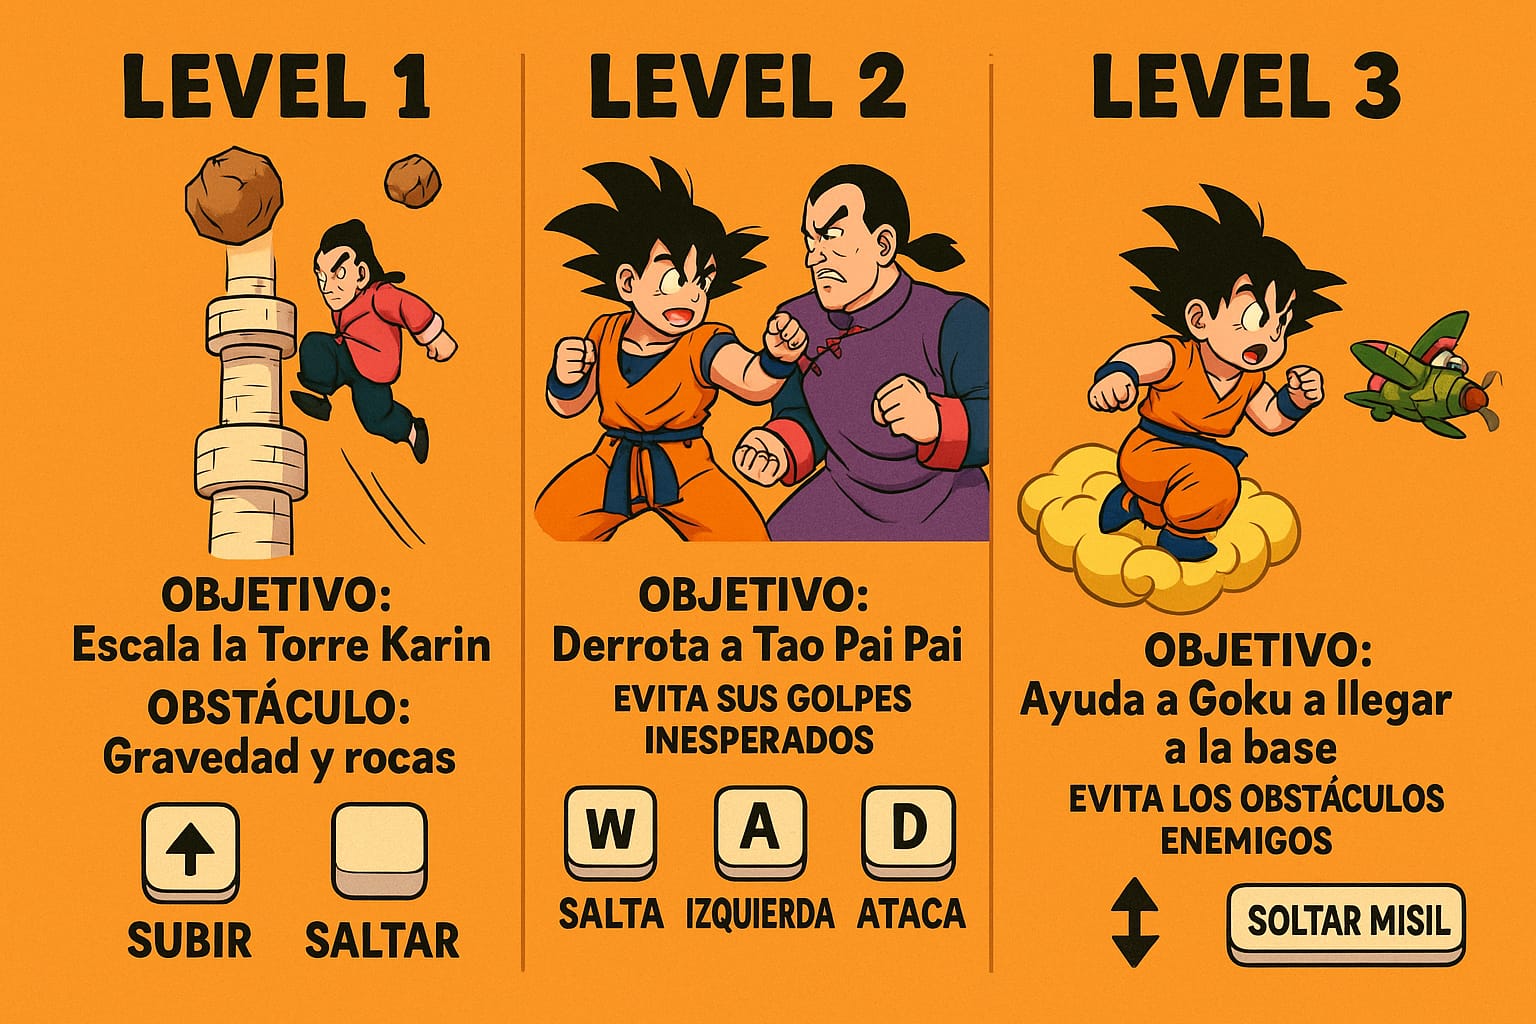 LEVEL 1
OBJETIVO:
Escala la Torre Karin
OBSTÁCULO:
Gravedad y rocas
SUBIR
SALTAR
LEVEL 2
OBJETIVO:
Derrota a Tao Pai Pai
EVITA SUS GOLPES
INESPERADOS
W
A
D
SALTA
IZQUIERDA
ATACA
LEVEL 3
OBJETIVO:
Ayuda a Goku a llegar
a la base
EVITA LOS OBSTÁCULOS
ENEMIGOS
SOLTAR MISIL